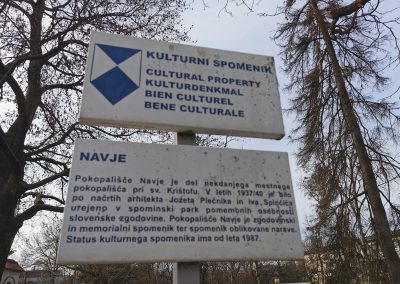 KULTURNI SPOMENIK
CULTURAL PROPERTY
KULTURDENKMAL
BIEN CULTUREL
BENE CULTURALE
NAVJE
Pokopališče Navje je del nekdanjega mestnega
pokopališča pri sv. Krištofu. V letih 1937/40 je bilo
po načrtih arhitekta Jožeta Plečnika in Iva Spinčiča
urejeno v spominski park pomembnih osebnosti
slovenske zgodovine. Pokopališče Navje je zgodovinski
in memorialni spomenik ter spomenik oblikovane narave.
Status kulturnega spomenika ima od leta 1987.